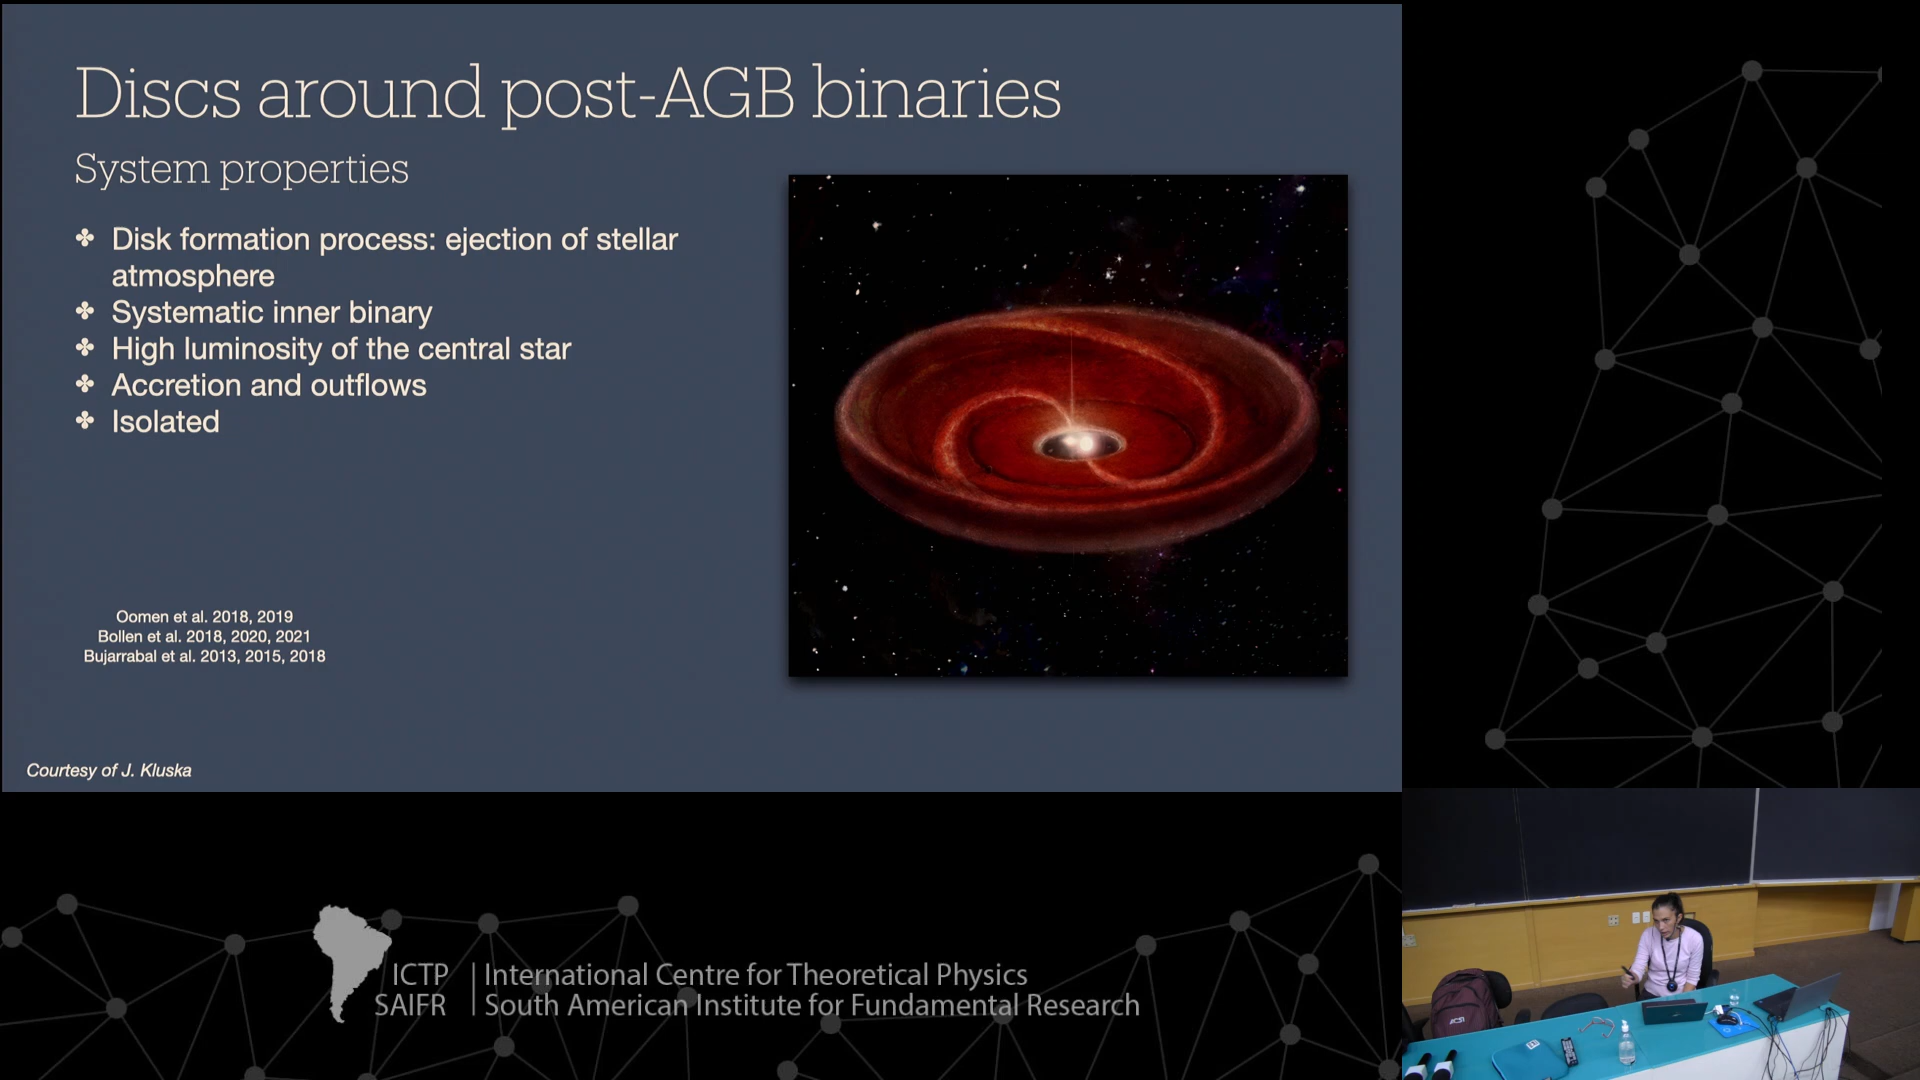 Discs around post-AGB binaries
System properties
✤ Disk formation process: ejection of stellar
atmosphere
✤ Systematic inner binary
✤ High luminosity of the central star
✤ Accretion and outflows
✤ Isolated
Oomen et al. 2018, 2019
Bollen et al. 2018, 2020, 2021
Bujarrabal et al. 2013, 2015, 2018
Courtesy of J. Kluska
ICTP | International Centre for Theoretical Physics
SAIFR | South American Institute for Fundamental Research